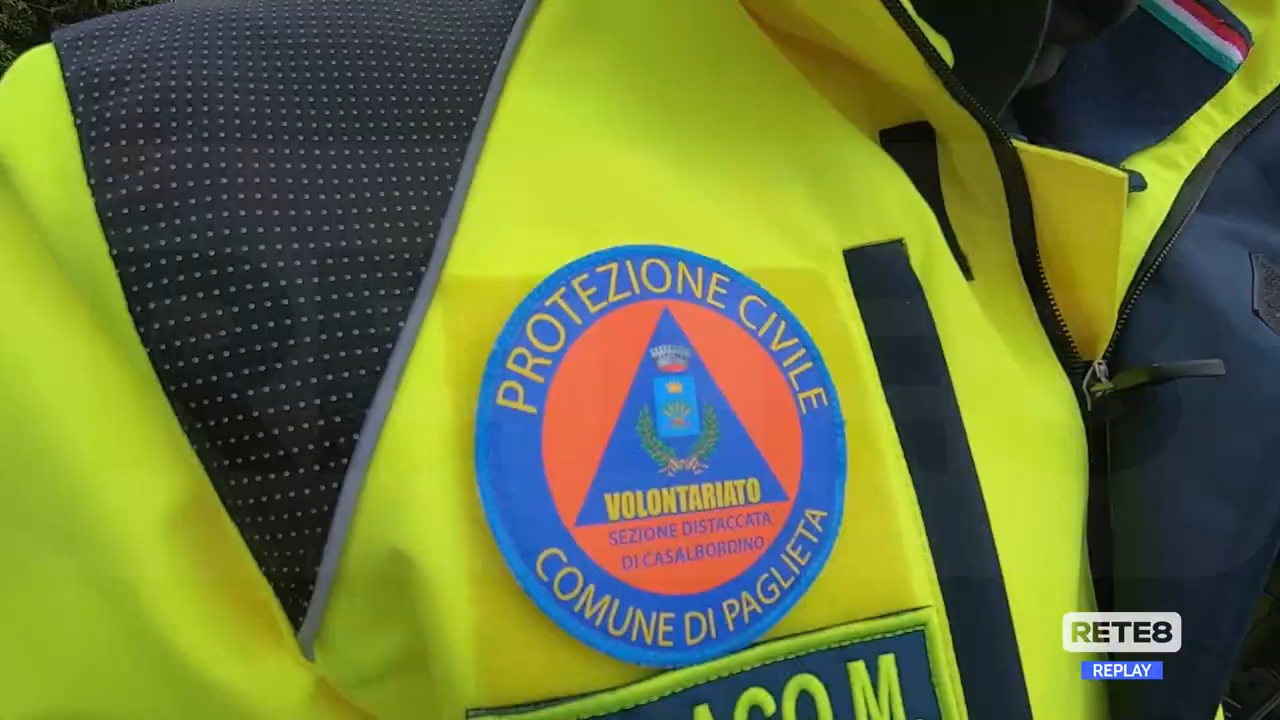 PROTEZIONE CIVILE
VOLONTARIATO
SEZIONE DISTACCATA
DI CASALBORDINO
COMUNE DI PAGLIETA
M.
RETE8
REPLAY